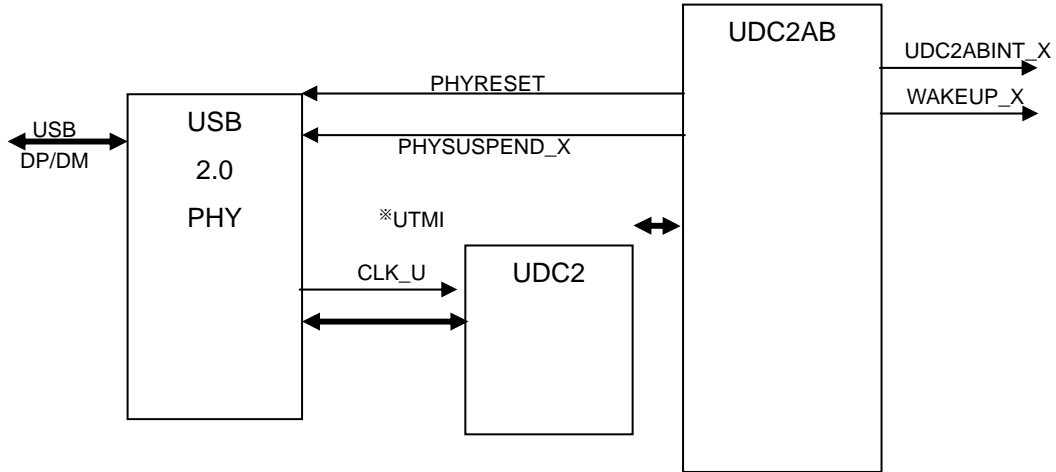 UDC2AB
UDC2ABINT_X
WAKEUP_X
PHYRESET
PHYSUSPEND_X
USB
DP/DM
USB
2.0
PHY
※UTMI
CLK_U
UDC2